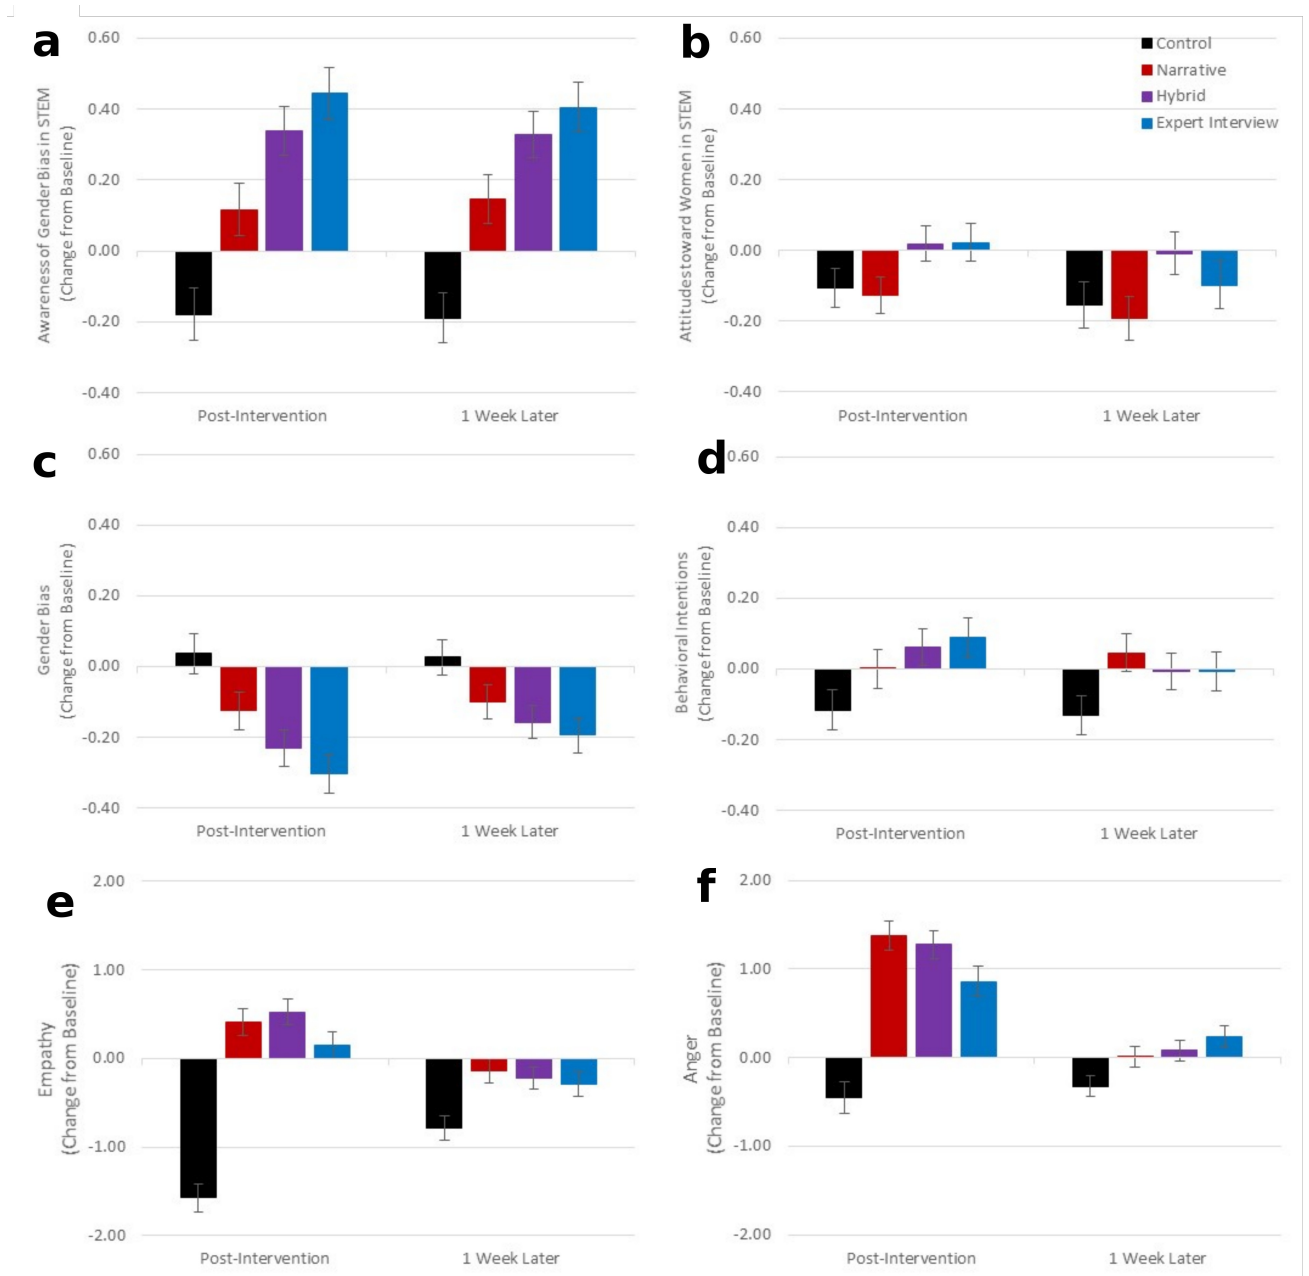 a
0.60
0.40
0.20
0.00
-0.20
-0.40
Awareness of Gender Bias in STEM
(Change from Baseline)
Post-Intervention
1 Week Later
b
0.60
0.40
0.20
0.00
-0.20
-0.40
Attitudes toward Women in STEM
(Change from Baseline)
Control
Narrative
Hybrid
Expert Interview
Post-Intervention
1 Week Later
c
0.60
0.40
0.20
0.00
-0.20
-0.40
Gender Bias
(Change from Baseline)
Post-Intervention
1 Week Later
d
0.60
0.40
0.20
0.00
-0.20
-0.40
Behavioral Intentions
(Change from Baseline)
Post-Intervention
1 Week Later
e
2.00
1.00
0.00
-1.00
-2.00
Empathy
(Change from Baseline)
Post-Intervention
1 Week Later
f
2.00
1.00
0.00
-1.00
-2.00
Anger
(Change from Baseline)
Post-Intervention
1 Week Later